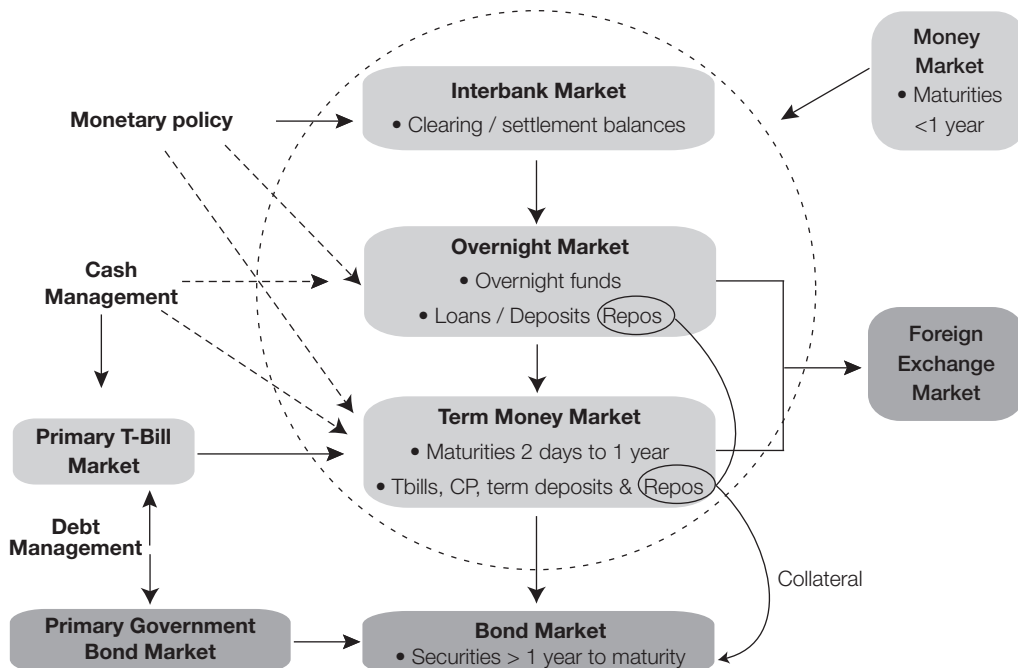 Money
Market
• Maturities
<1 year
Interbank Market
• Clearing / settlement balances
Monetary policy
Overnight Market
• Overnight funds
• Loans / Deposits Repos
Cash
Management
Foreign
Exchange
Market
Term Money Market
• Maturities 2 days to 1 year
• Tbills, CP, term deposits & Repos
Primary T-Bill
Market
Debt
Management
Collateral
Primary Government
Bond Market
Bond Market
• Securities > 1 year to maturity